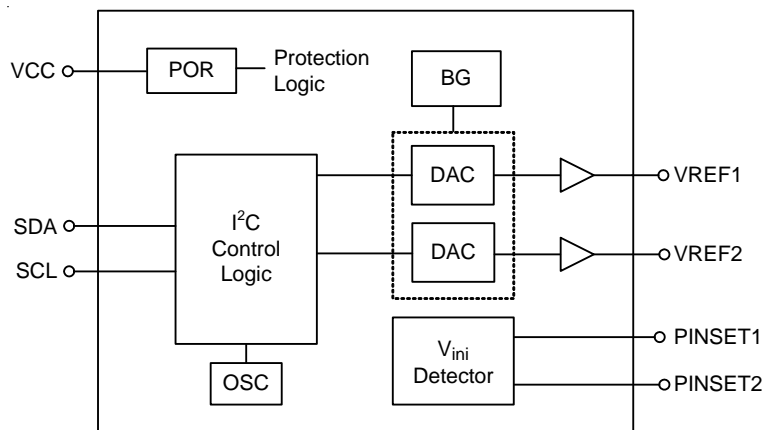 VCC
POR
Protection
Logic
BG
DAC
VREF1
SDA
SCL
I²C
Control
Logic
DAC
VREF2
OSC
Vini
Detector
PINSET1
PINSET2